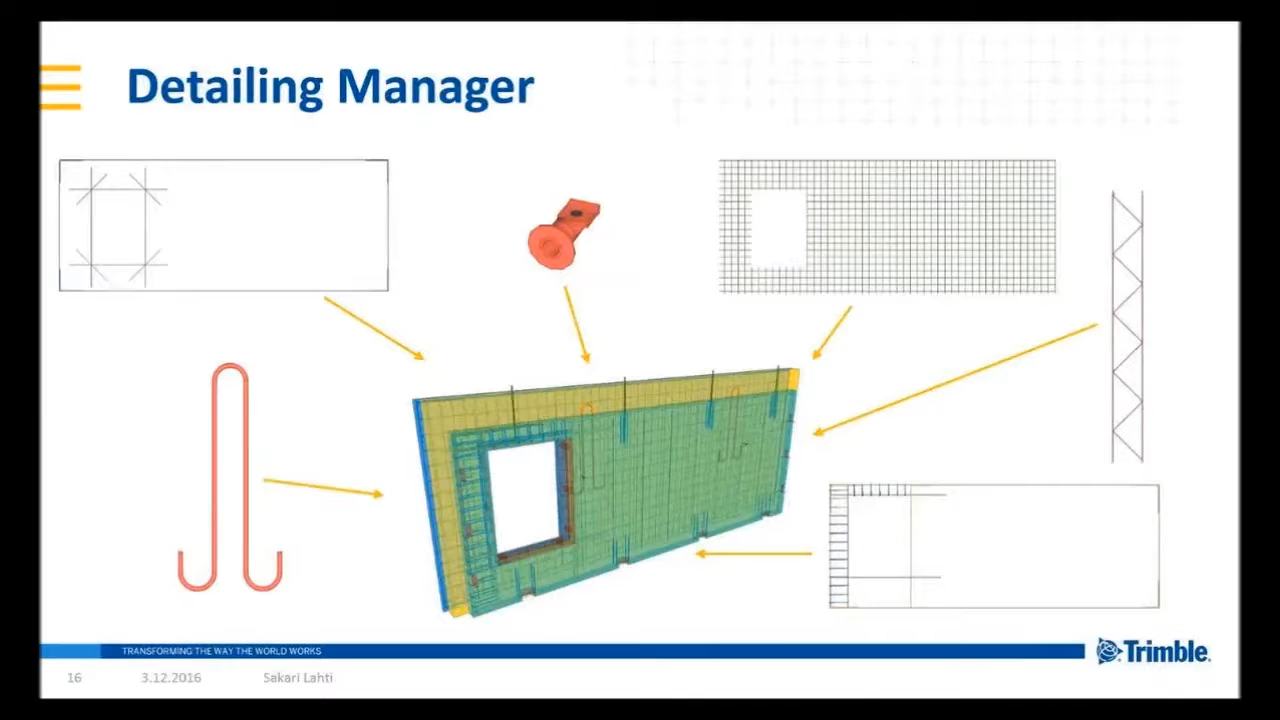 Detailing Manager
TRANSFORMING THE WAY THE WORLD WORKS
Trimble
16 3.12.2016 Sakari Lahti